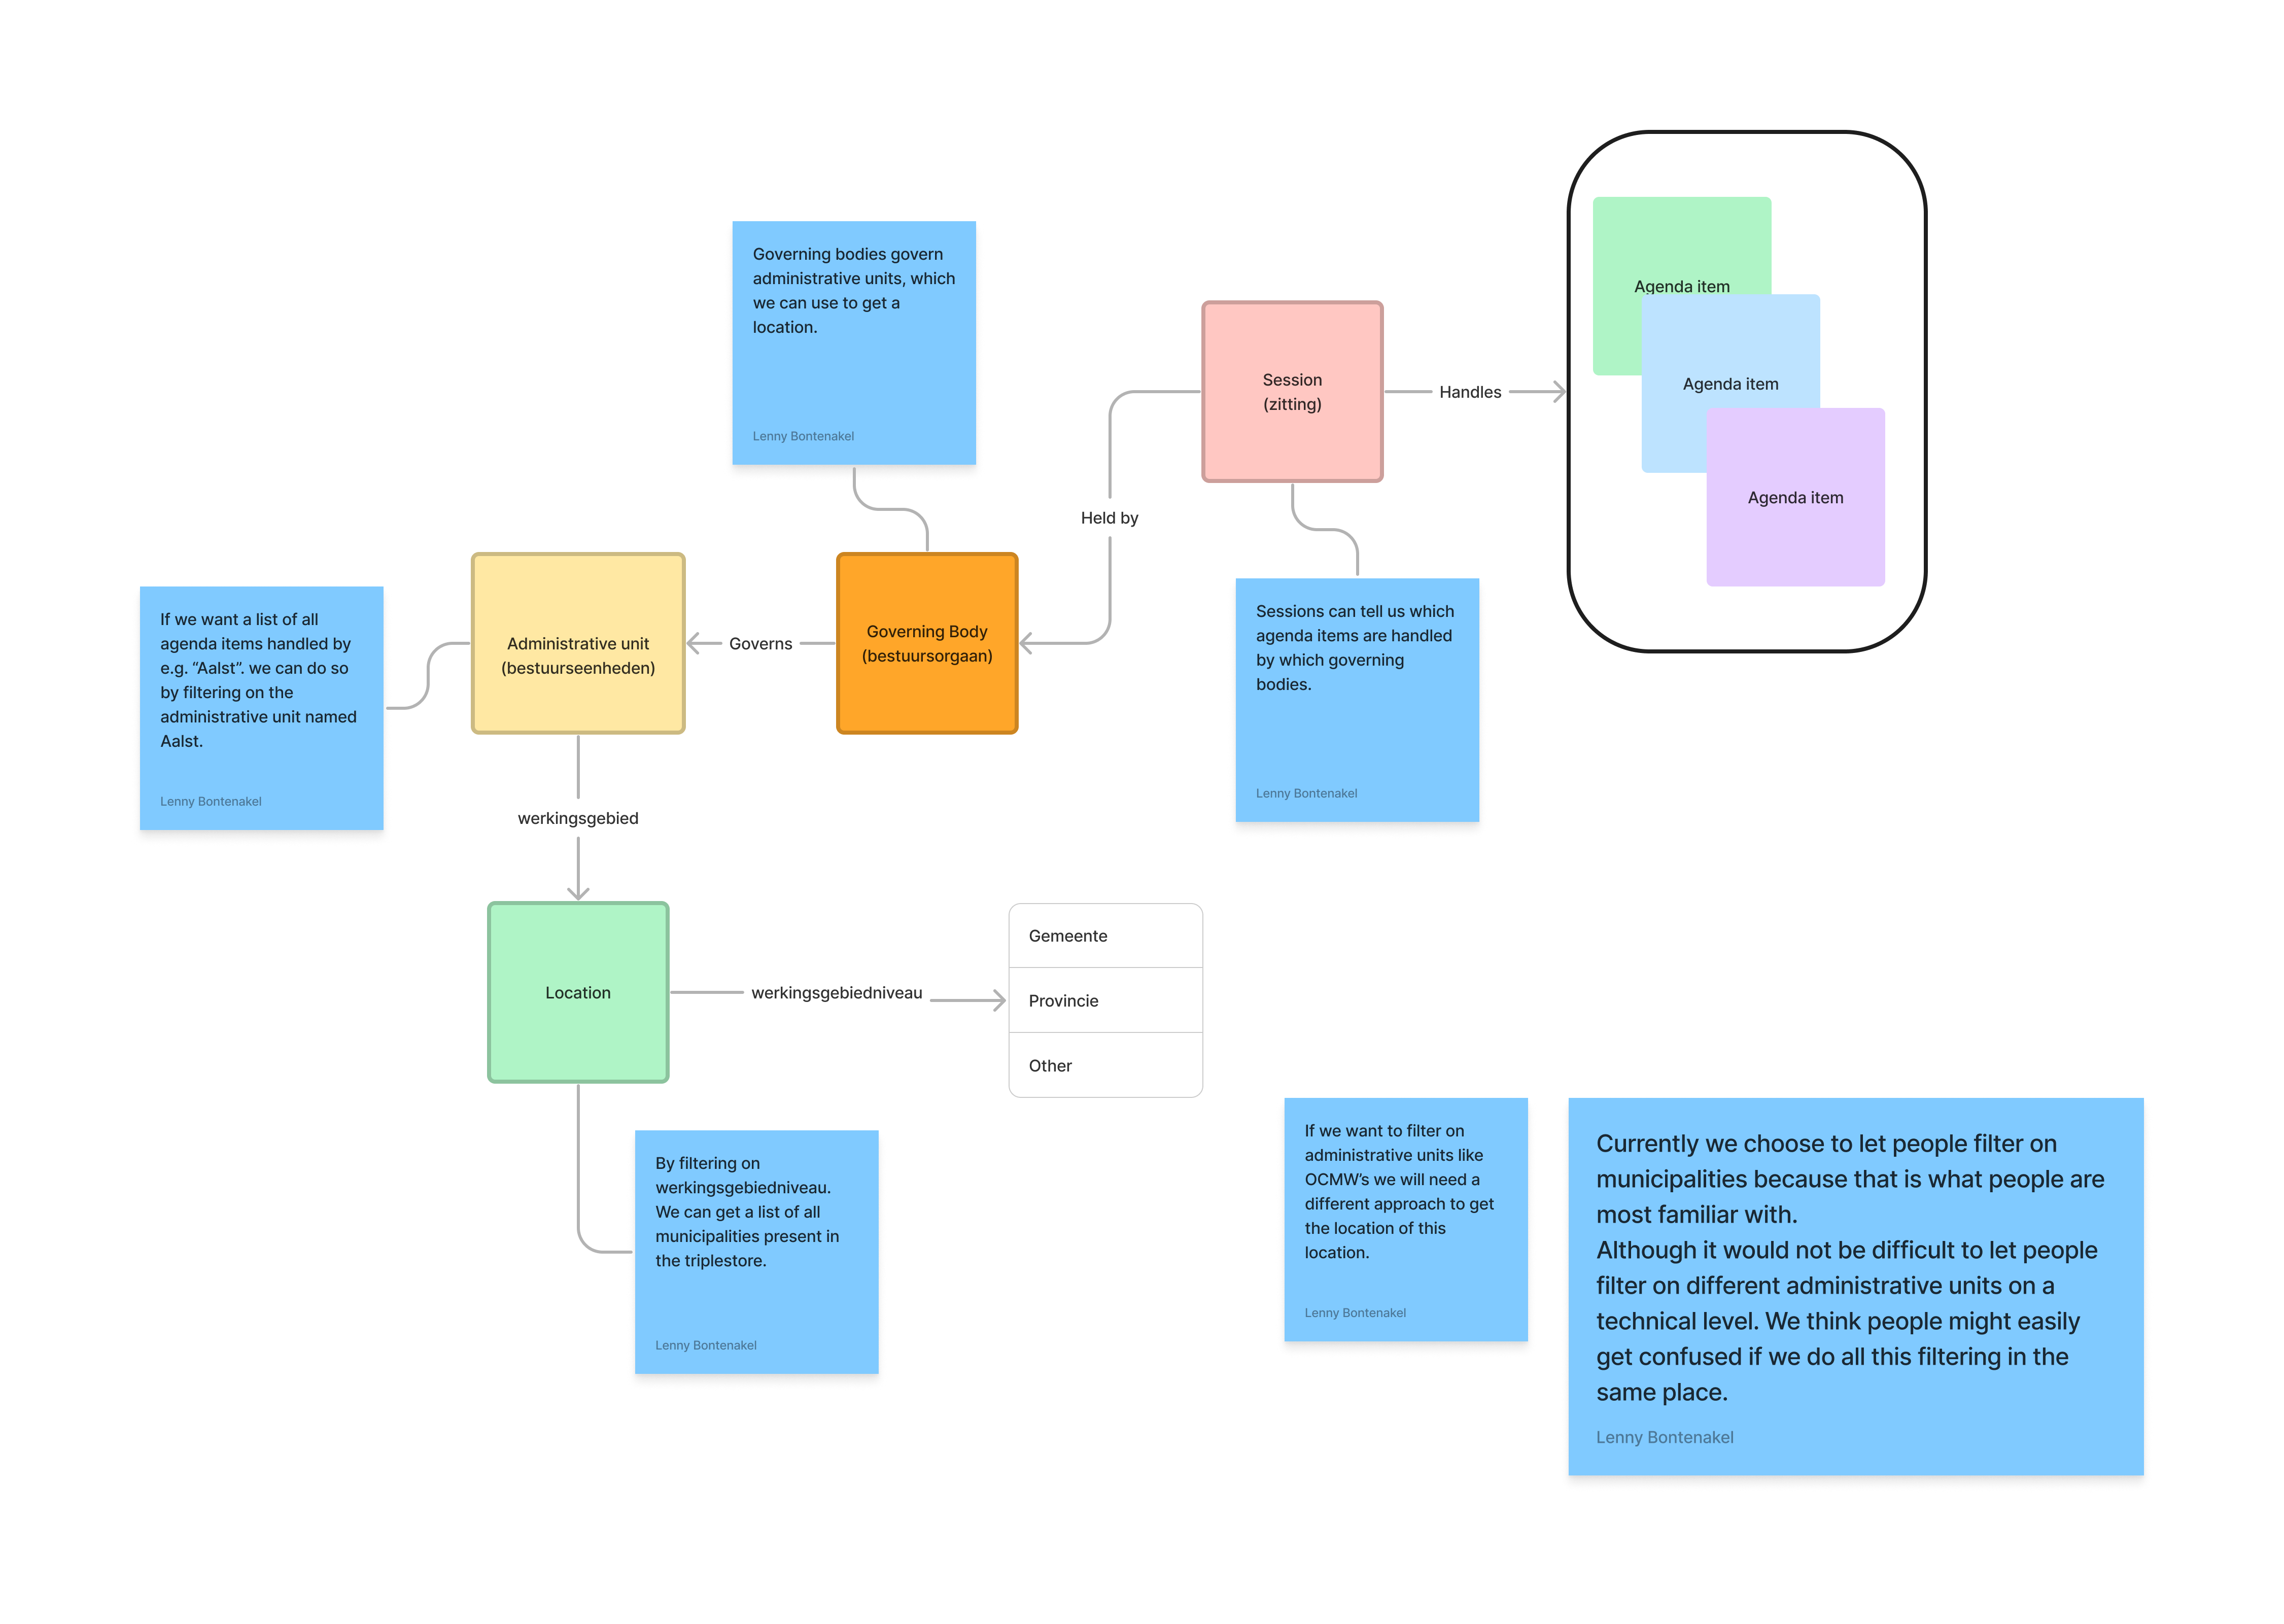 Governing bodies govern
administrative units, which
we can use to get a
location.
Lenny Bontenakel
Session
(zitting)
Handles
Agenda item
Agenda item
Agenda item
Held by
If we want a list of all
agenda items handled by
e.g. “Aalst”. we can do so
by filtering on the
administrative unit named
Aalst.
Lenny Bontenakel
Administrative unit
(bestuurseenheden)
Governs
Governing Body
(bestuursorgaan)
Sessions can tell us which
agenda items are handled
by which governing
bodies.
Lenny Bontenakel
werkingsgebied
Location
werkingsgebiedniveau
Gemeente
Provincie
Other
By filtering on
werkingsgebiedniveau.
We can get a list of all
municipalities present in
the triplestore.
Lenny Bontenakel
If we want to filter on
administrative units like
OCMW’s we will need a
different approach to get
the location of this
location.
Lenny Bontenakel
Currently we choose to let people filter on
municipalities because that is what people are
most familiar with.
Although it would not be difficult to let people
filter on different administrative units on a
technical level. We think people might easily
get confused if we do all this filtering in the
same place.
Lenny Bontenakel